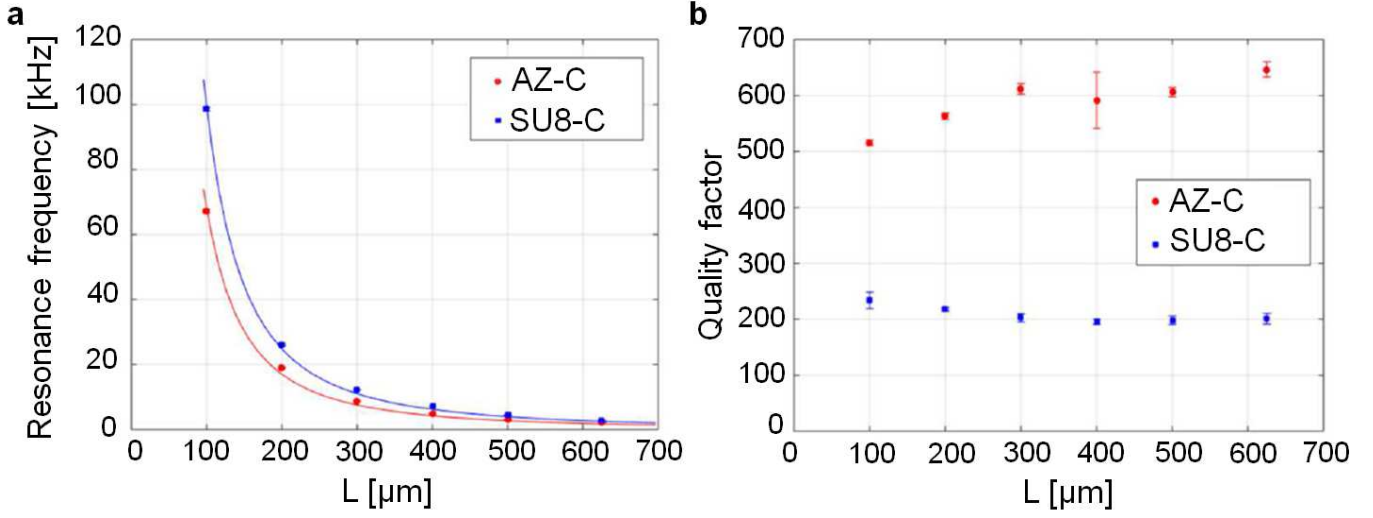 a
Resonance frequency [kHz]
120
100
80
60
40
20
0
0 100 200 300 400 500 600 700
L [µm]
AZ-C
SU8-C
b
Quality factor
700
600
500
400
300
200
100
0
0 100 200 300 400 500 600 700
L [µm]
AZ-C
SU8-C